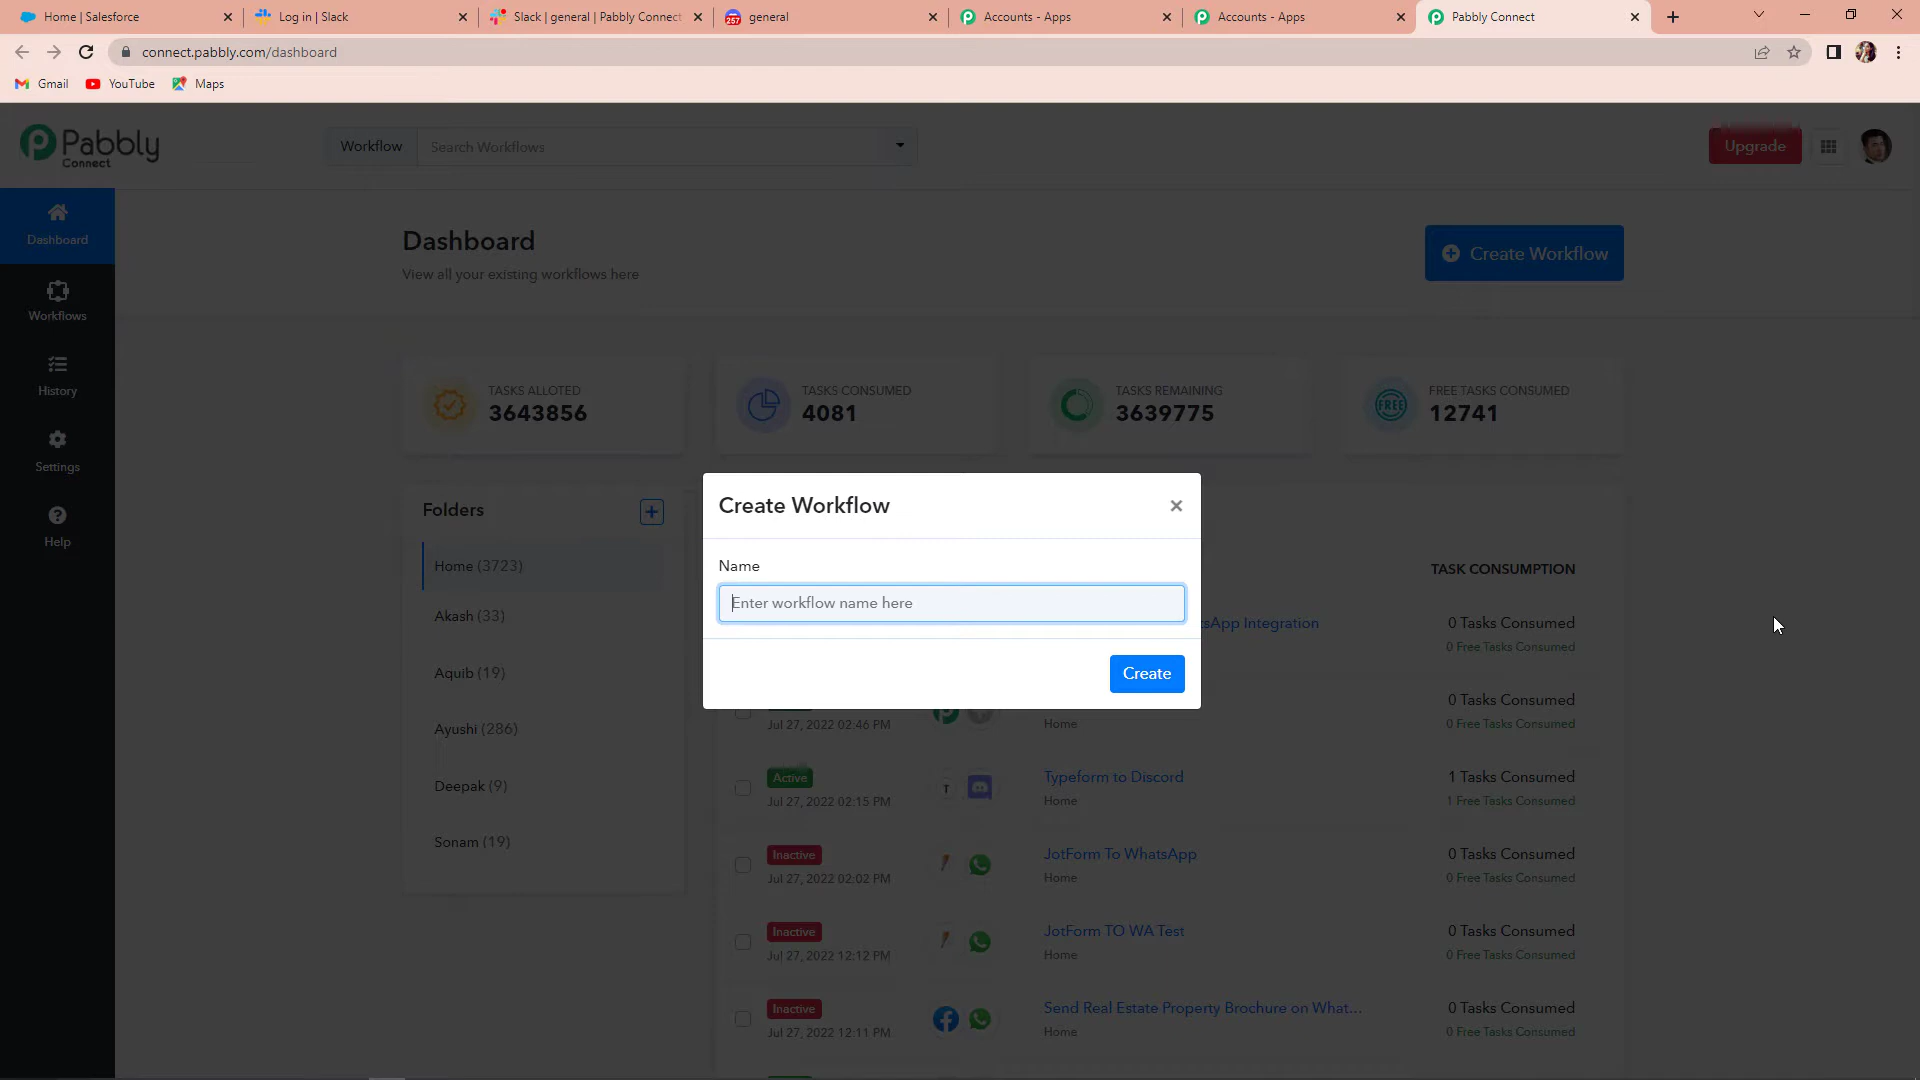 Home | Salesforce
Log in | Slack
Slack | general | Pabbly Connect
257
general
Accounts - Apps
Accounts - Apps
Pabbly Connect
connect.pabbly.com/dashboard
Gmail
YouTube
Maps
Pabbly
Connect
Workflow
Search Workflows
Upgrade
Dashboard
Dashboard
View all your existing workflows here
Create Workflow
Workflows
History
Settings
Help
TASKS ALLOTED
3643856
TASKS CONSUMED
4081
TASKS REMAINING
3639775
FREE
FREE TASKS CONSUMED
12741
Folders
Home (3723)
Akash (33)
Aquib (19)
Ayushi (286)
Deepak (9)
Sonam (19)
Create Workflow
Name
Enter workflow name here
Create
TASK CONSUMPTION
sApp Integration
0 Tasks Consumed
0 Free Tasks Consumed
Jul 27, 2022 02:46 PM
Home
0 Tasks Consumed
0 Free Tasks Consumed
Active
Jul 27, 2022 02:15 PM
T
Typeform to Discord
Home
1 Tasks Consumed
1 Free Tasks Consumed
Inactive
Jul 27, 2022 02:02 PM
JotForm To WhatsApp
Home
0 Tasks Consumed
0 Free Tasks Consumed
Inactive
Jul 27, 2022 12:12 PM
JotForm TO WA Test
Home
0 Tasks Consumed
0 Free Tasks Consumed
Inactive
Jul 27, 2022 12:11 PM
Send Real Estate Property Brochure on What...
Home
0 Tasks Consumed
0 Free Tasks Consumed